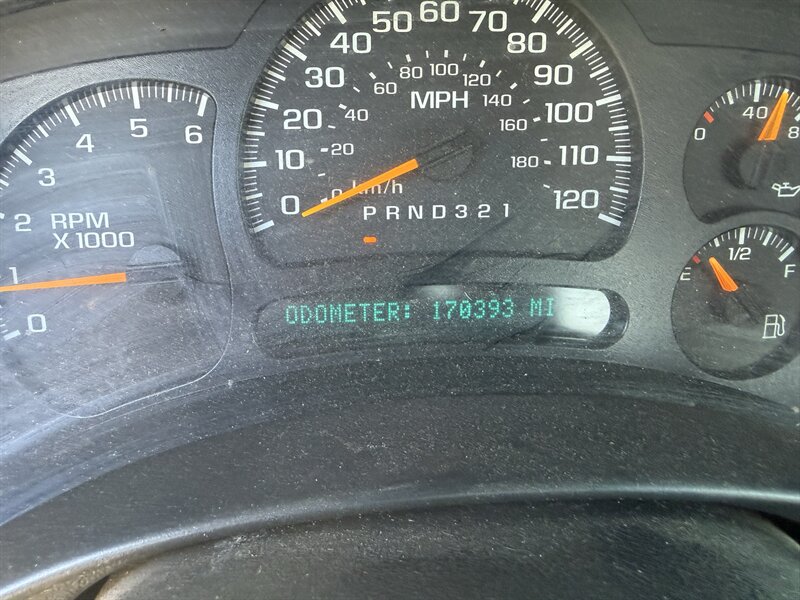 1 2 3 4 5 6
RPM
X 1000
0
0 10 20 30 40 50 60 70 80 90 100 110 120
MPH
0 20 40 60 80 100 120 140 160 180
km/h
P R N D 3 2 1
ODOMETER: 170393 MI
0 40 8
E 1/2 F